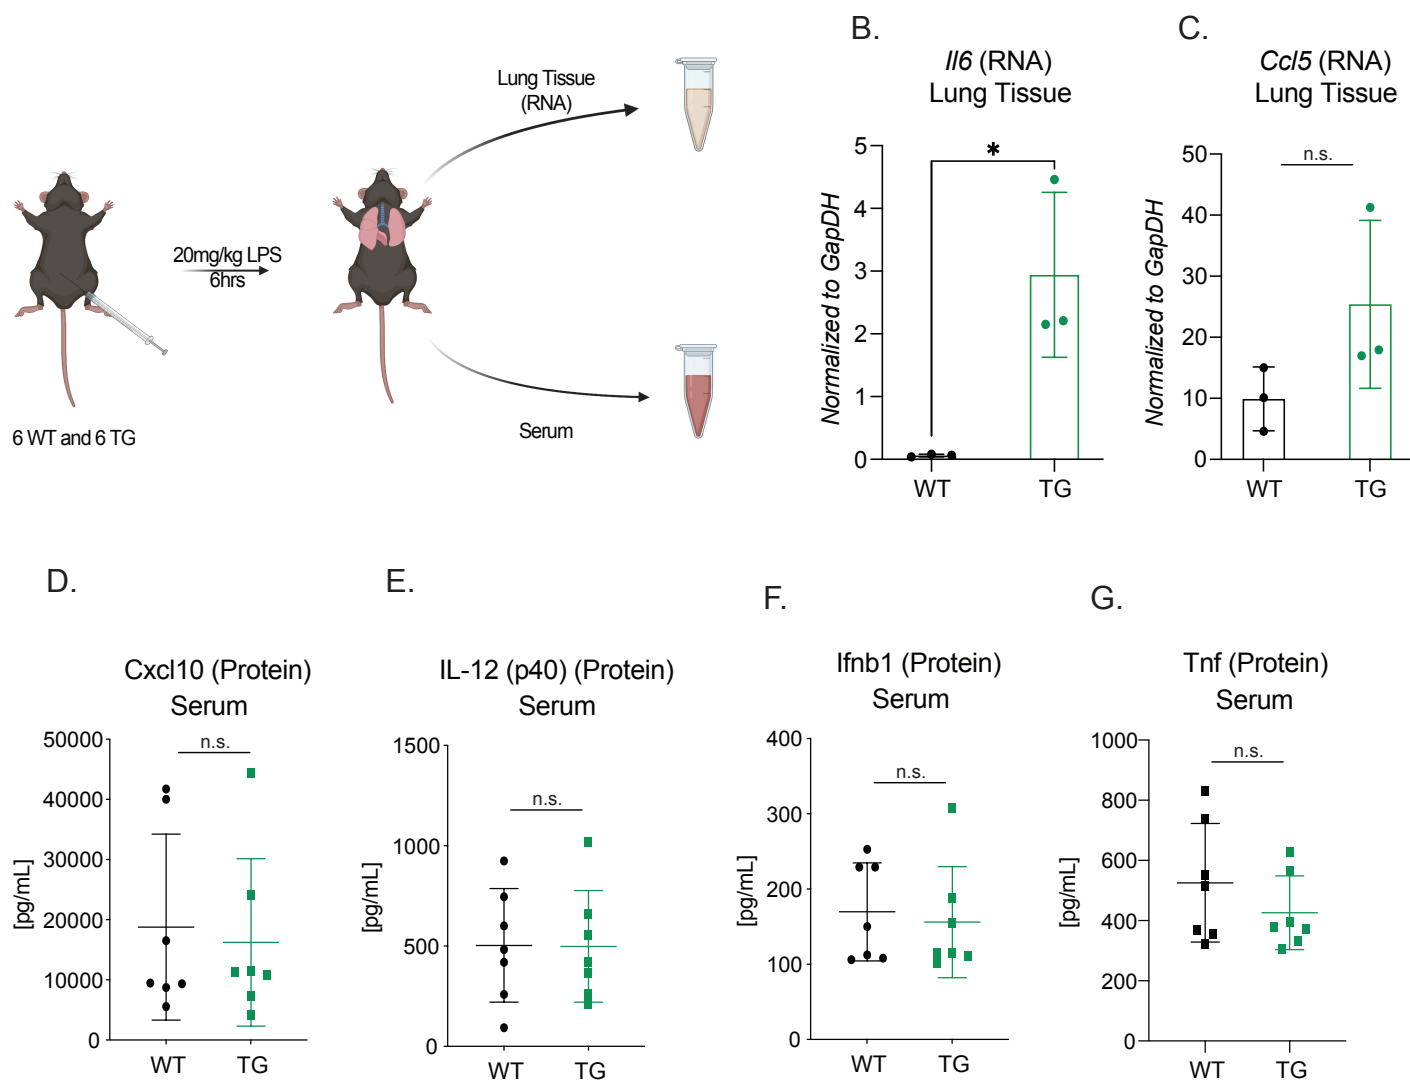 Lung Tissue
(RNA)
20mg/kg LPS
6hrs
Serum
6 WT and 6 TG
B.
Il6 (RNA)
Lung Tissue
Normalized to GapDH
5
4
3
2
1
0
*
WT
TG
C.
Ccl5 (RNA)
Lung Tissue
Normalized to GapDH
50
40
30
20
10
0
n.s.
WT
TG
D.
Cxcl10 (Protein)
Serum
[pg/mL]
50000
40000
30000
20000
10000
0
n.s.
WT
TG
E.
IL-12 (p40) (Protein)
Serum
[pg/mL]
1500
1000
500
0
n.s.
WT
TG
F.
Ifnb1 (Protein)
Serum
[pg/mL]
400
300
200
100
0
n.s.
WT
TG
G.
Tnf (Protein)
Serum
[pg/mL]
1000
800
600
400
200
0
n.s.
WT
TG